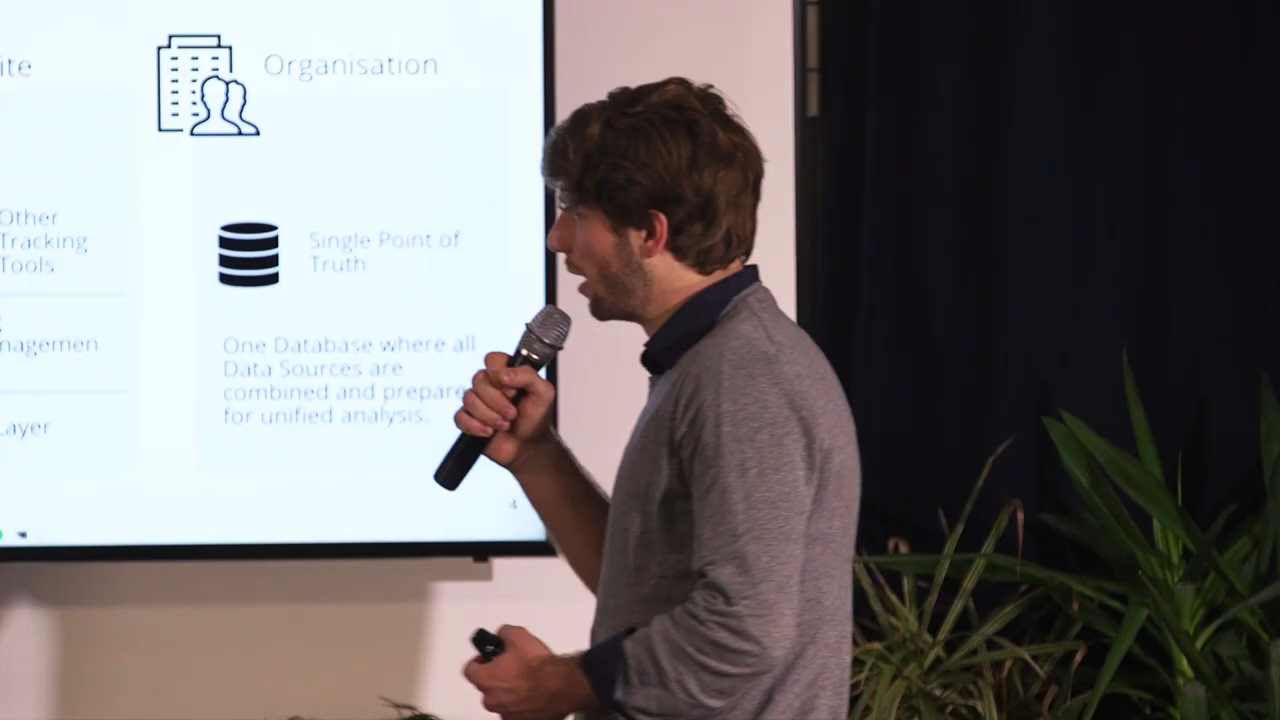 ite
Organisation
Other
Tracking
Tools
nagemen
Layer
Single Point of
Truth
One Database where all
Data Sources are
combined and prepare
for unified analysis.
4